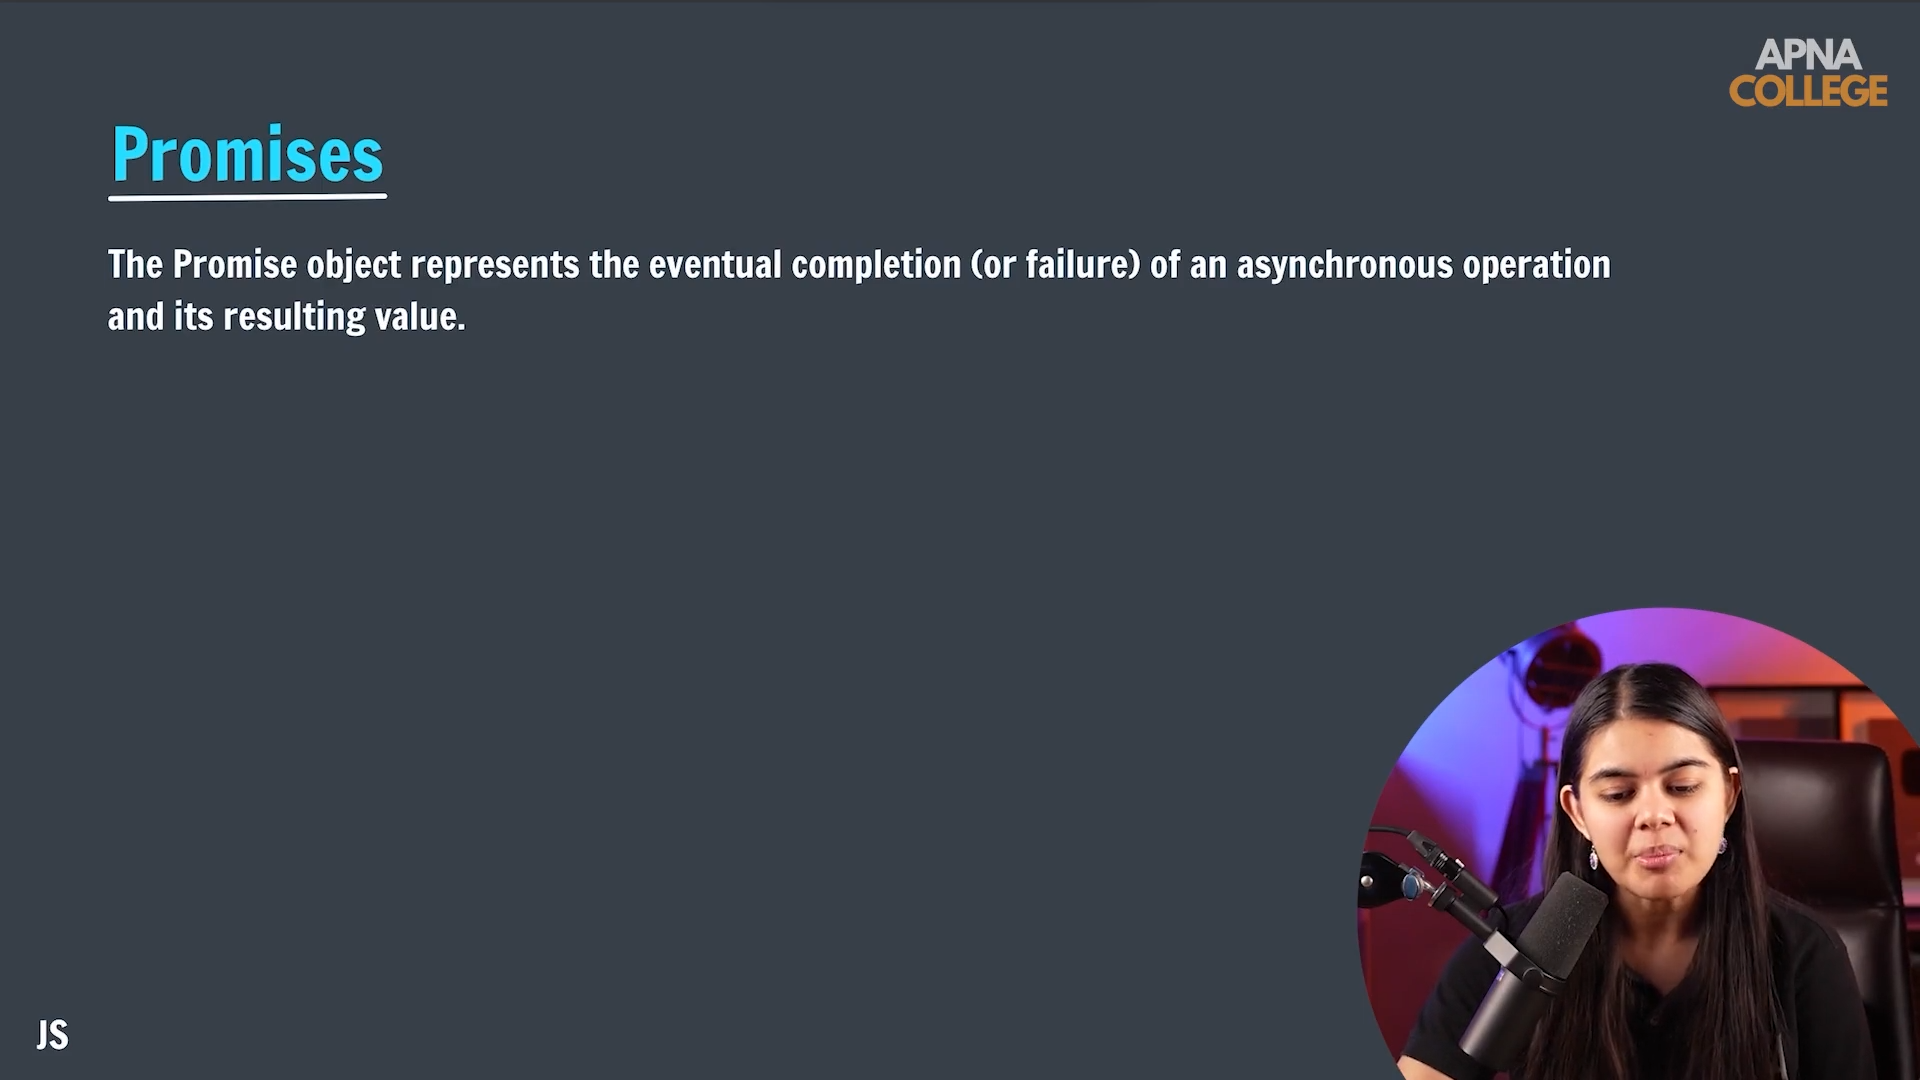 APNA
COLLEGE
Promises
The Promise object represents the eventual completion (or failure) of an asynchronous operation
and its resulting value.
JS